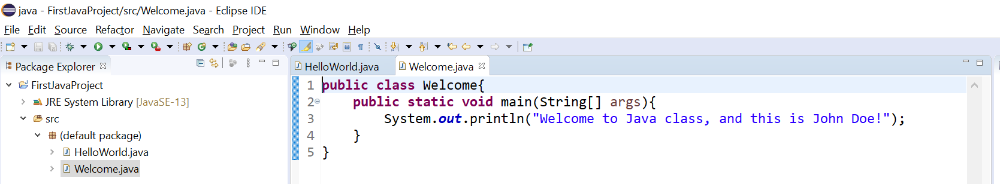 java - FirstJavaProject/src/Welcome.java - Eclipse IDE
File Edit Source Refactor Navigate Search Project Run Window Help
Package Explorer
FirstJavaProject
JRE System Library [JavaSE-13]
src
(default package)
HelloWorld.java
Welcome.java
HelloWorld.java Welcome.java
1 public class Welcome{
2 public static void main(String[] args){
3 System.out.println("Welcome to Java class, and this is John Doe!");
4 }
5 }